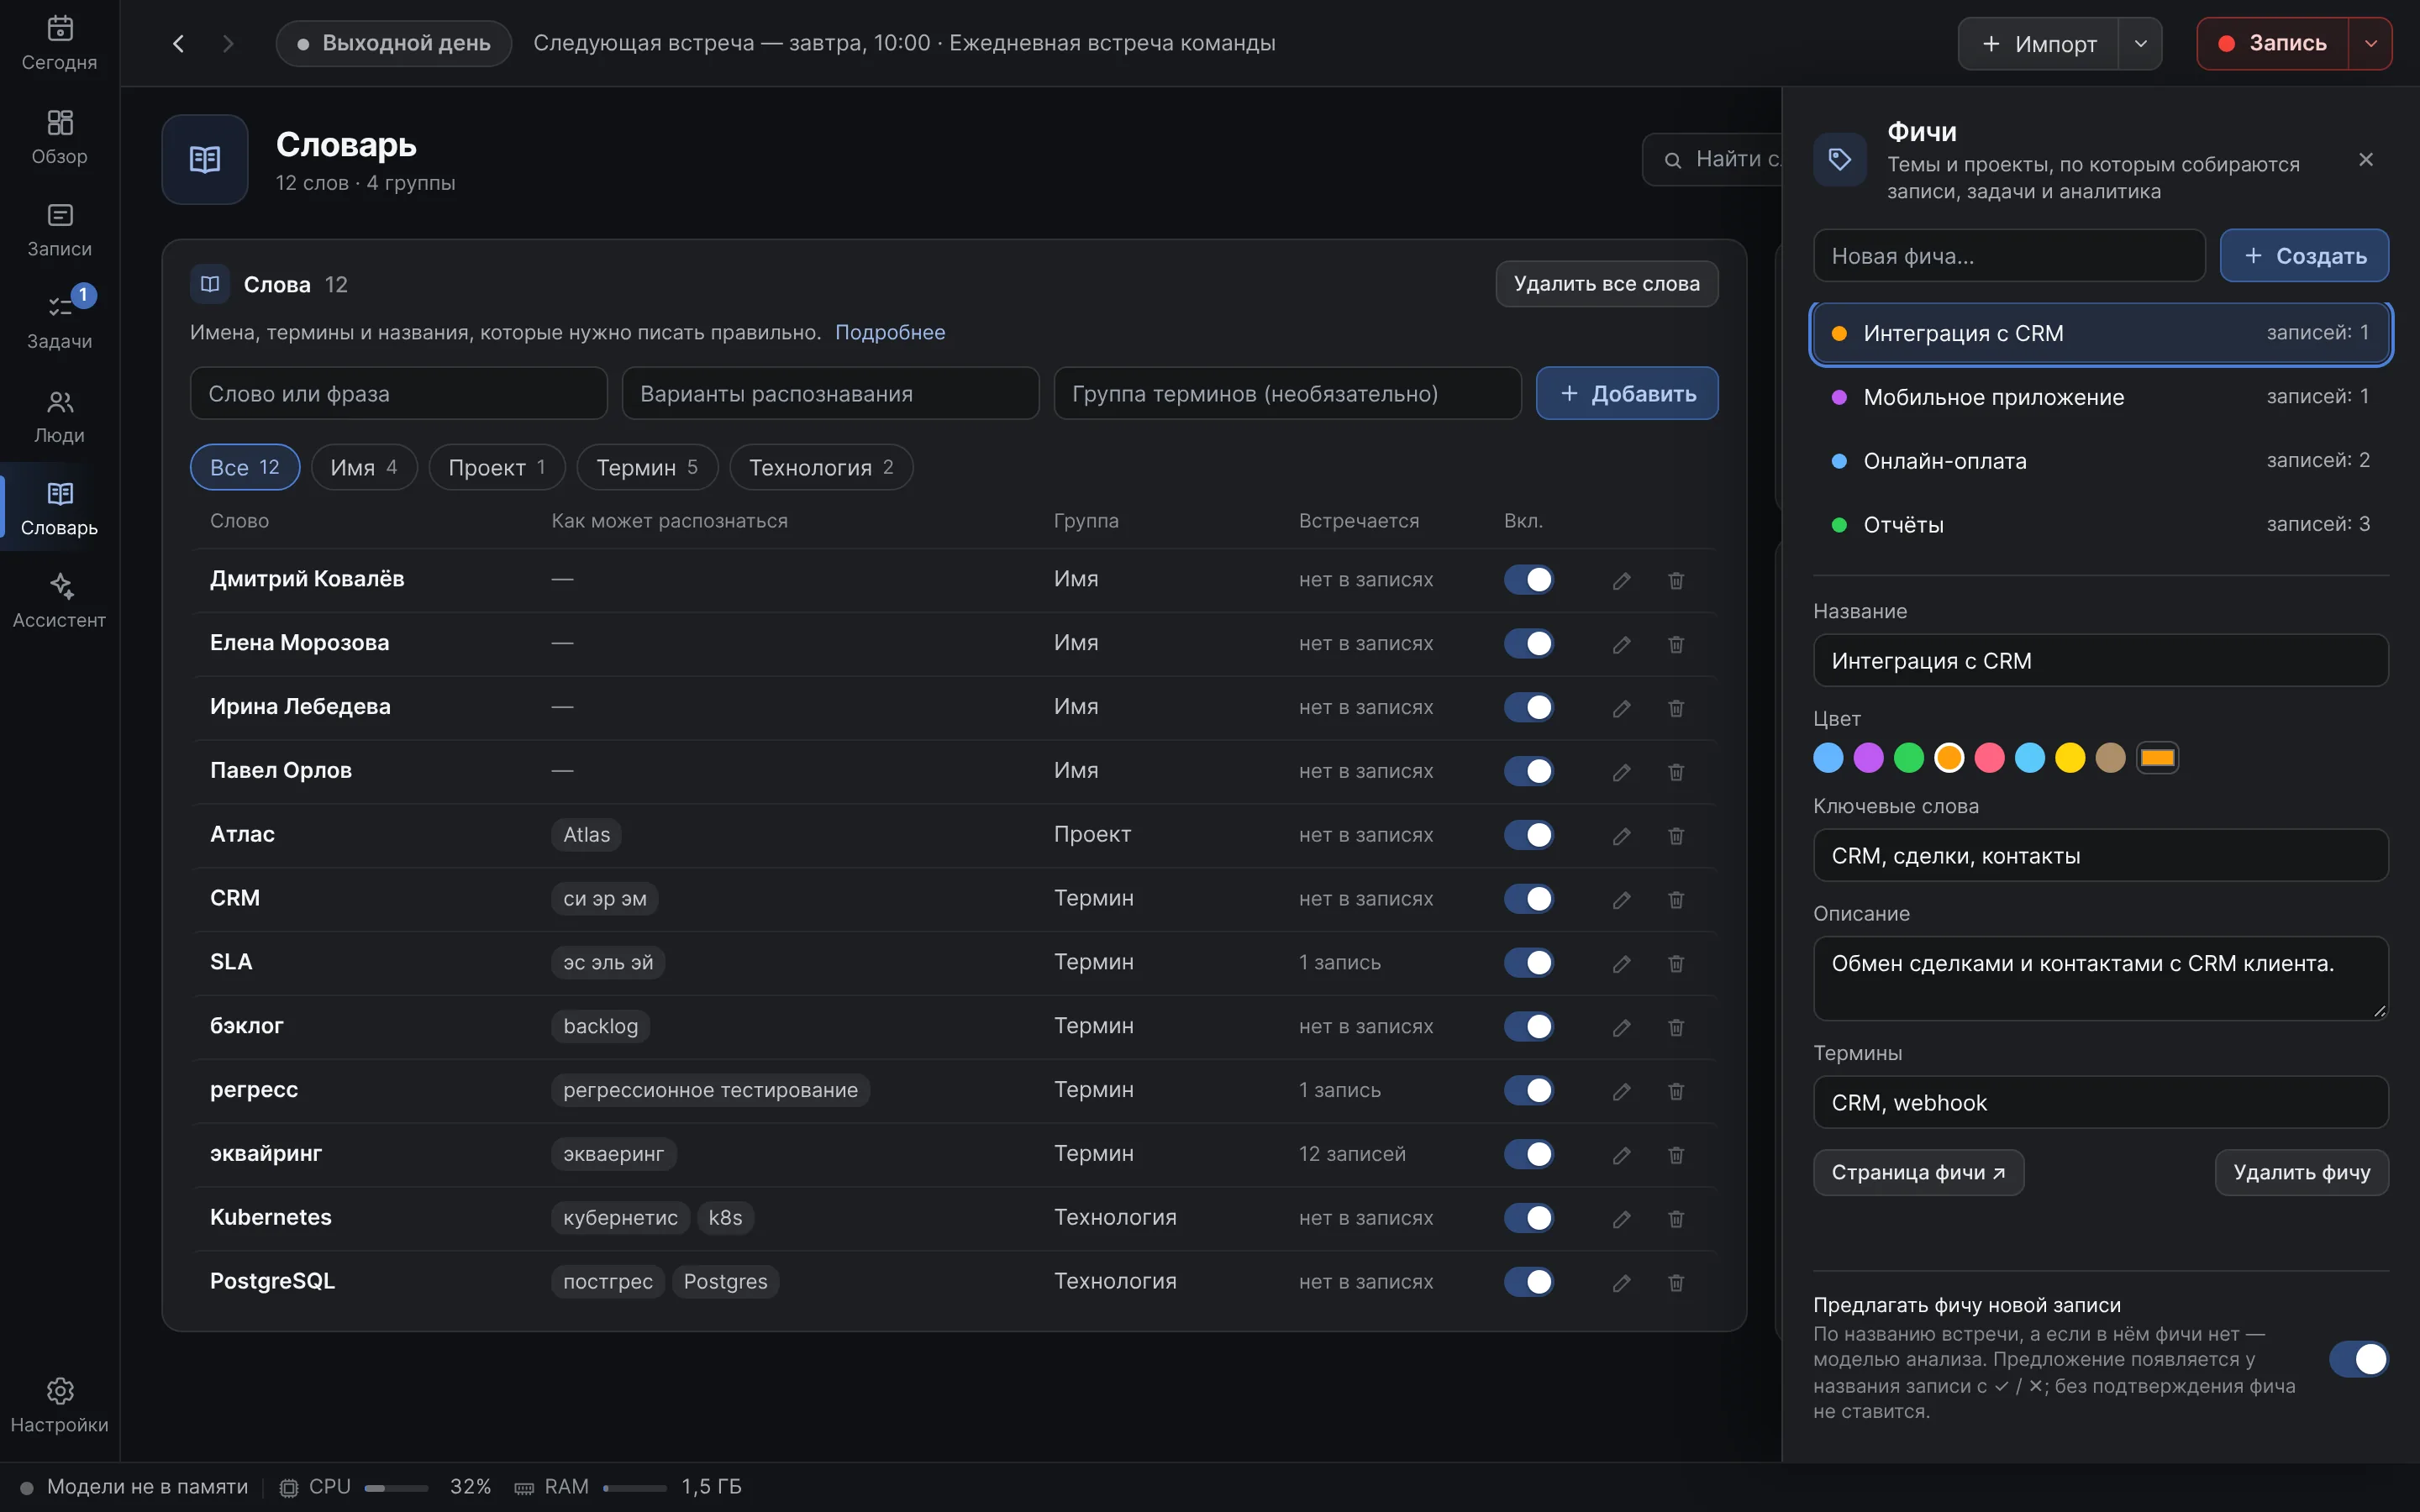 Сегодня
Обзор
Записи
1
Задачи
Люди
Словарь
Ассистент
Настройки
Выходной день
Следующая встреча — завтра, 10:00 · Ежедневная встреча команды
Импорт
Запись
Словарь
12 слов · 4 группы
Найти с
Слова 12
Удалить все слова
Имена, термины и названия, которые нужно писать правильно. Подробнее
Слово или фраза
Варианты распознавания
Группа терминов (необязательно)
Добавить
Все 12
Имя 4
Проект 1
Термин 5
Технология 2
Слово Как может распознаться Группа Встречается Вкл.
Дмитрий Ковалёв — Имя нет в записях
Елена Морозова — Имя нет в записях
Ирина Лебедева — Имя нет в записях
Павел Орлов — Имя нет в записях
Атлас Atlas Проект нет в записях
CRM си эр эм Термин нет в записях
SLA эс эль эй Термин 1 запись
бэклог backlog Термин нет в записях
регресс регрессионное тестирование Термин 1 запись
эквайринг экваеринг Термин 12 записей
Kubernetes кубернетис k8s Технология нет в записях
PostgreSQL постгрес Postgres Технология нет в записях
Фичи
Темы и проекты, по которым собираются
записи, задачи и аналитика
Новая фича...
Создать
Интеграция с CRM записей: 1
Мобильное приложение записей: 1
Онлайн-оплата записей: 2
Отчёты записей: 3
Название
Интеграция с CRM
Цвет
Ключевые слова
CRM, сделки, контакты
Описание
Обмен сделками и контактами с CRM клиента.
Термины
CRM, webhook
Страница фичи ↗
Удалить фичу
Предлагать фичу новой записи
По названию встречи, а если в нём фичи нет —
моделью анализа. Предложение появляется у
названия записи с ✓ / ✕; без подтверждения фича
не ставится.
Модели не в памяти CPU 32% RAM 1,5 ГБ